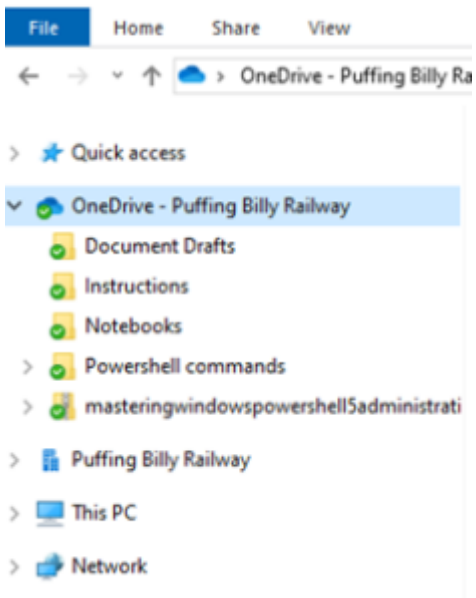 File Home Share View
OneDrive - Puffing Billy Ra
Quick access
OneDrive - Puffing Billy Railway
Document Drafts
Instructions
Notebooks
Powershell commands
masteringwindowspowershell5administrati
Puffing Billy Railway
This PC
Network